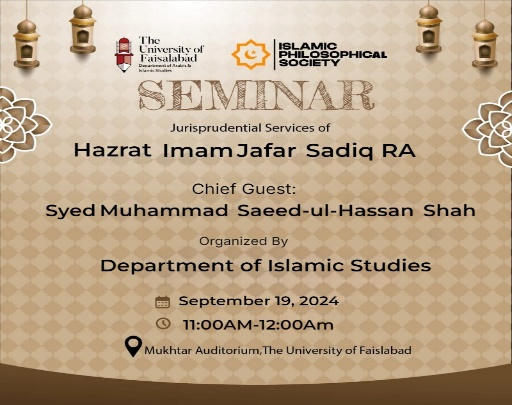 The
University of
Faisalabad
Department of Arabic &
Islamic Studies
ISLAMIC
PHILOSOPHICAL
SOCIETY
SEMINAR
Jurisprudential Services of
Hazrat Imam Jafar Sadiq RA
Chief Guest:
Syed Muhammad Saeed-ul-Hassan Shah
Organized By
Department of Islamic Studies
September 19, 2024
11:00AM-12:00Am
Mukhtar Auditorium,The University of Faislabad